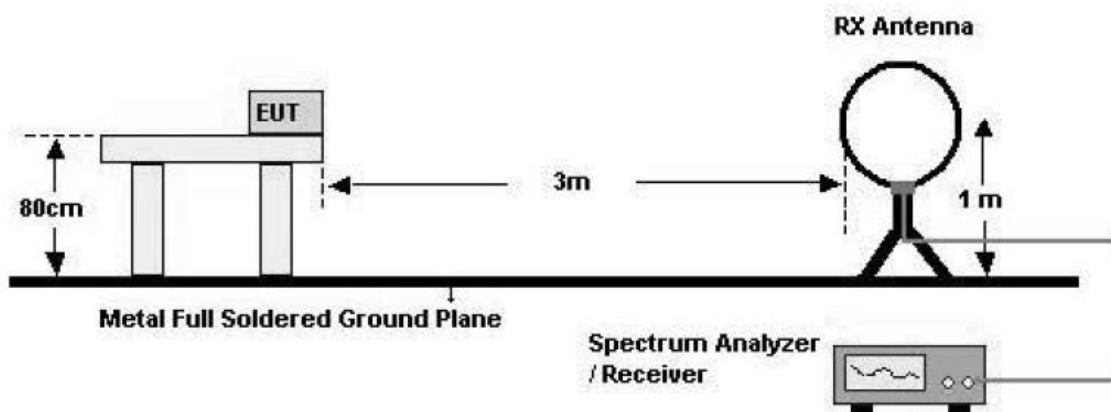 RX Antenna
EUT
80cm
3m
1 m
Metal Full Soldered Ground Plane
Spectrum Analyzer
/ Receiver